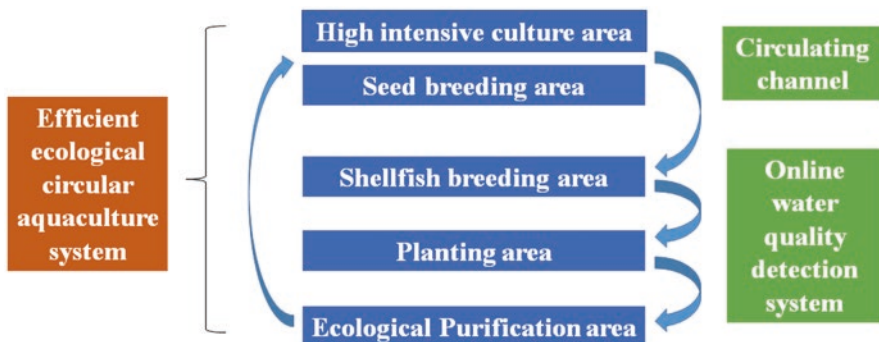 Efficient
ecological
circular
aquaculture
system
High intensive culture area
Seed breeding area
Shellfish breeding area
Planting area
Ecological Purification area
Circulating
channel
Online
water
quality
detection
system